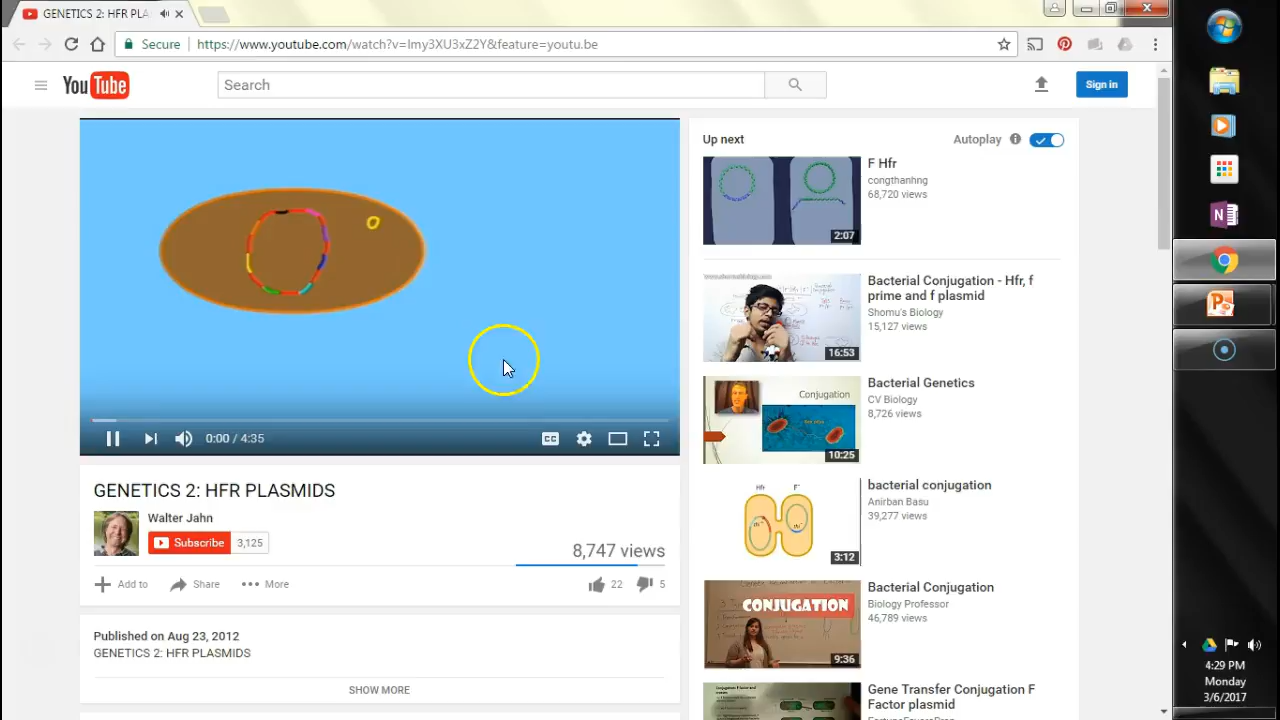 GENETICS 2: HFR PLA
Secure
https://www.youtube.com/watch?v=Imy3XU3xZ2Y&feature=youtu.be
YouTube
Search
Sign in
0:00 / 4:35
CC
GENETICS 2: HFR PLASMIDS
Walter Jahn
Subscribe 3,125
8,747 views
Add to Share More 22 5
Published on Aug 23, 2012
GENETICS 2: HFR PLASMIDS
SHOW MORE
Up next
Autoplay
2:07
F Hfr
congthanhng
68,720 views
16:53
Bacterial Conjugation - Hfr, f
prime and f plasmid
Shomu's Biology
15,127 views
Conjugation
10:25
Bacterial Genetics
CV Biology
8,726 views
Hfr F-
3:12
bacterial conjugation
Anirban Basu
39,277 views
CONJUGATION
9:36
Bacterial Conjugation
Biology Professor
46,789 views
Gene Transfer Conjugation F
Factor plasmid
4:29 PM
Monday
3/6/2017